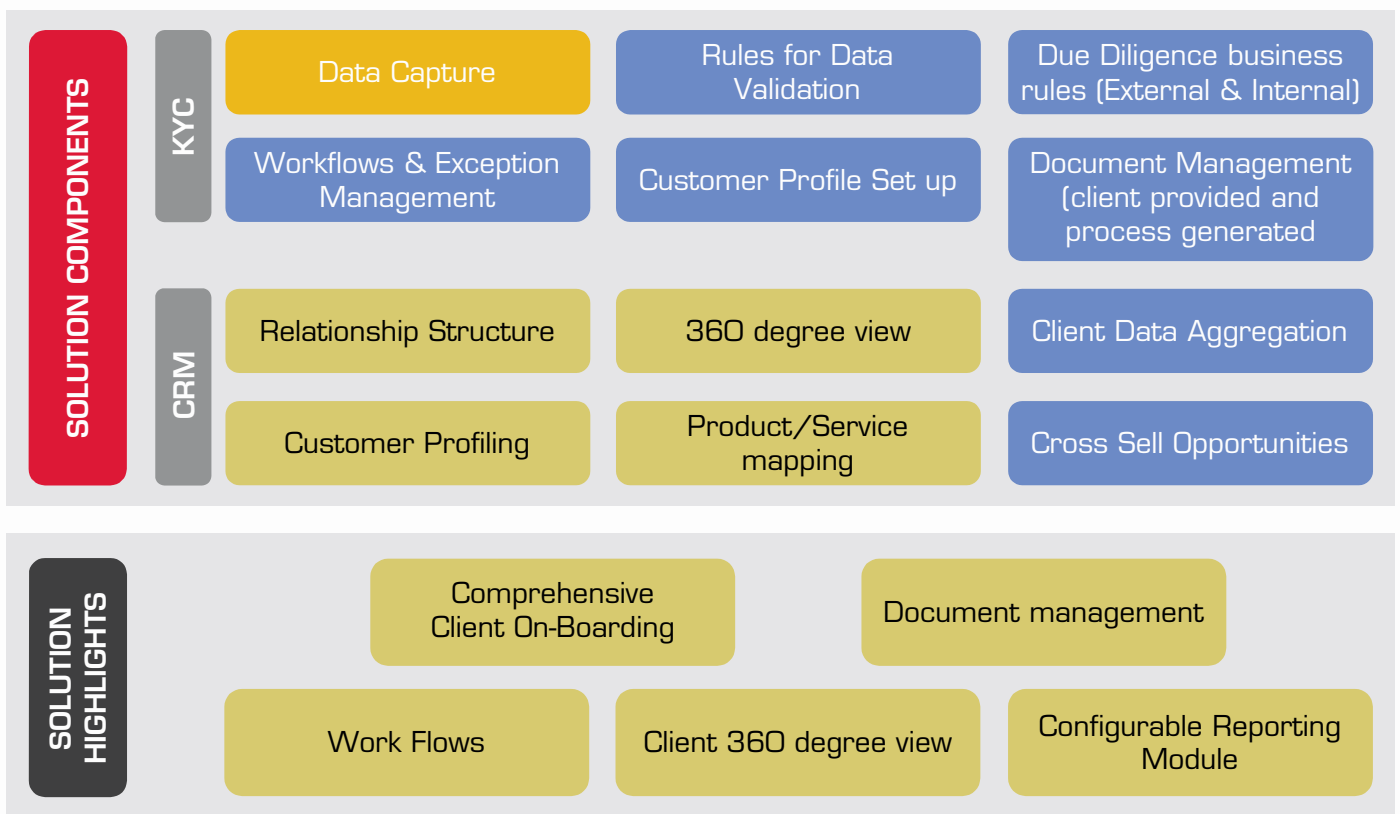 SOLUTION COMPONENTS
KYC
Data Capture
Rules for Data
Validation
Due Diligence business
rules (External & Internal)
Workflows & Exception
Management
Customer Profile Set up
Document Management
(client provided and
process generated
CRM
Relationship Structure
360 degree view
Client Data Aggregation
Customer Profiling
Product/Service
mapping
Cross Sell Opportunities
SOLUTION
HIGHLIGHTS
Comprehensive
Client On-Boarding
Document management
Work Flows
Client 360 degree view
Configurable Reporting
Module